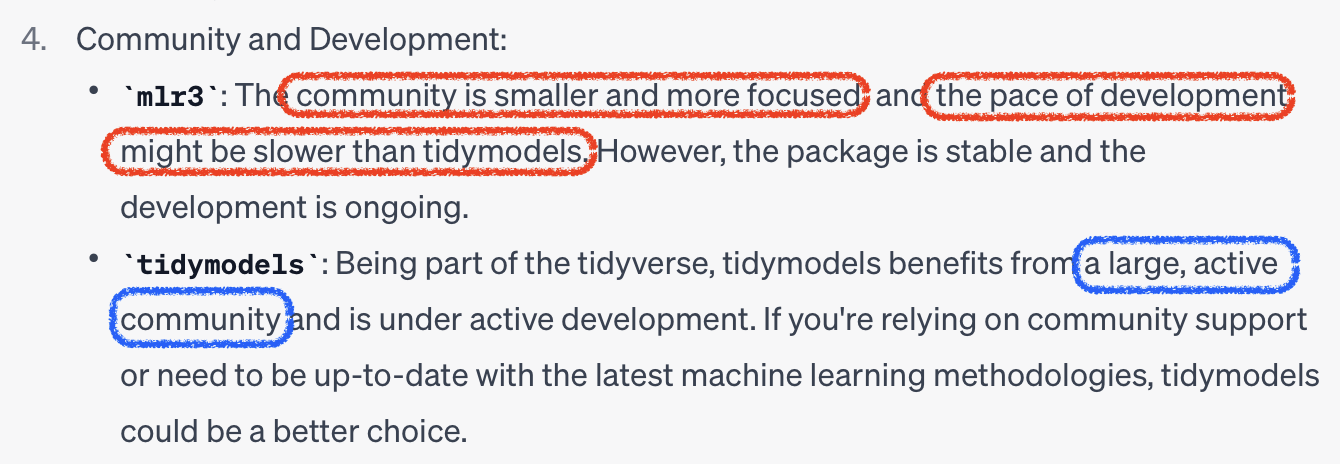 4. Community and Development:
• `mlr3`: The community is smaller and more focused and the pace of development
might be slower than tidymodels. However, the package is stable and the
development is ongoing.
• `tidymodels`: Being part of the tidyverse, tidymodels benefits from a large, active
community and is under active development. If you're relying on community support
or need to be up-to-date with the latest machine learning methodologies, tidymodels
could be a better choice.